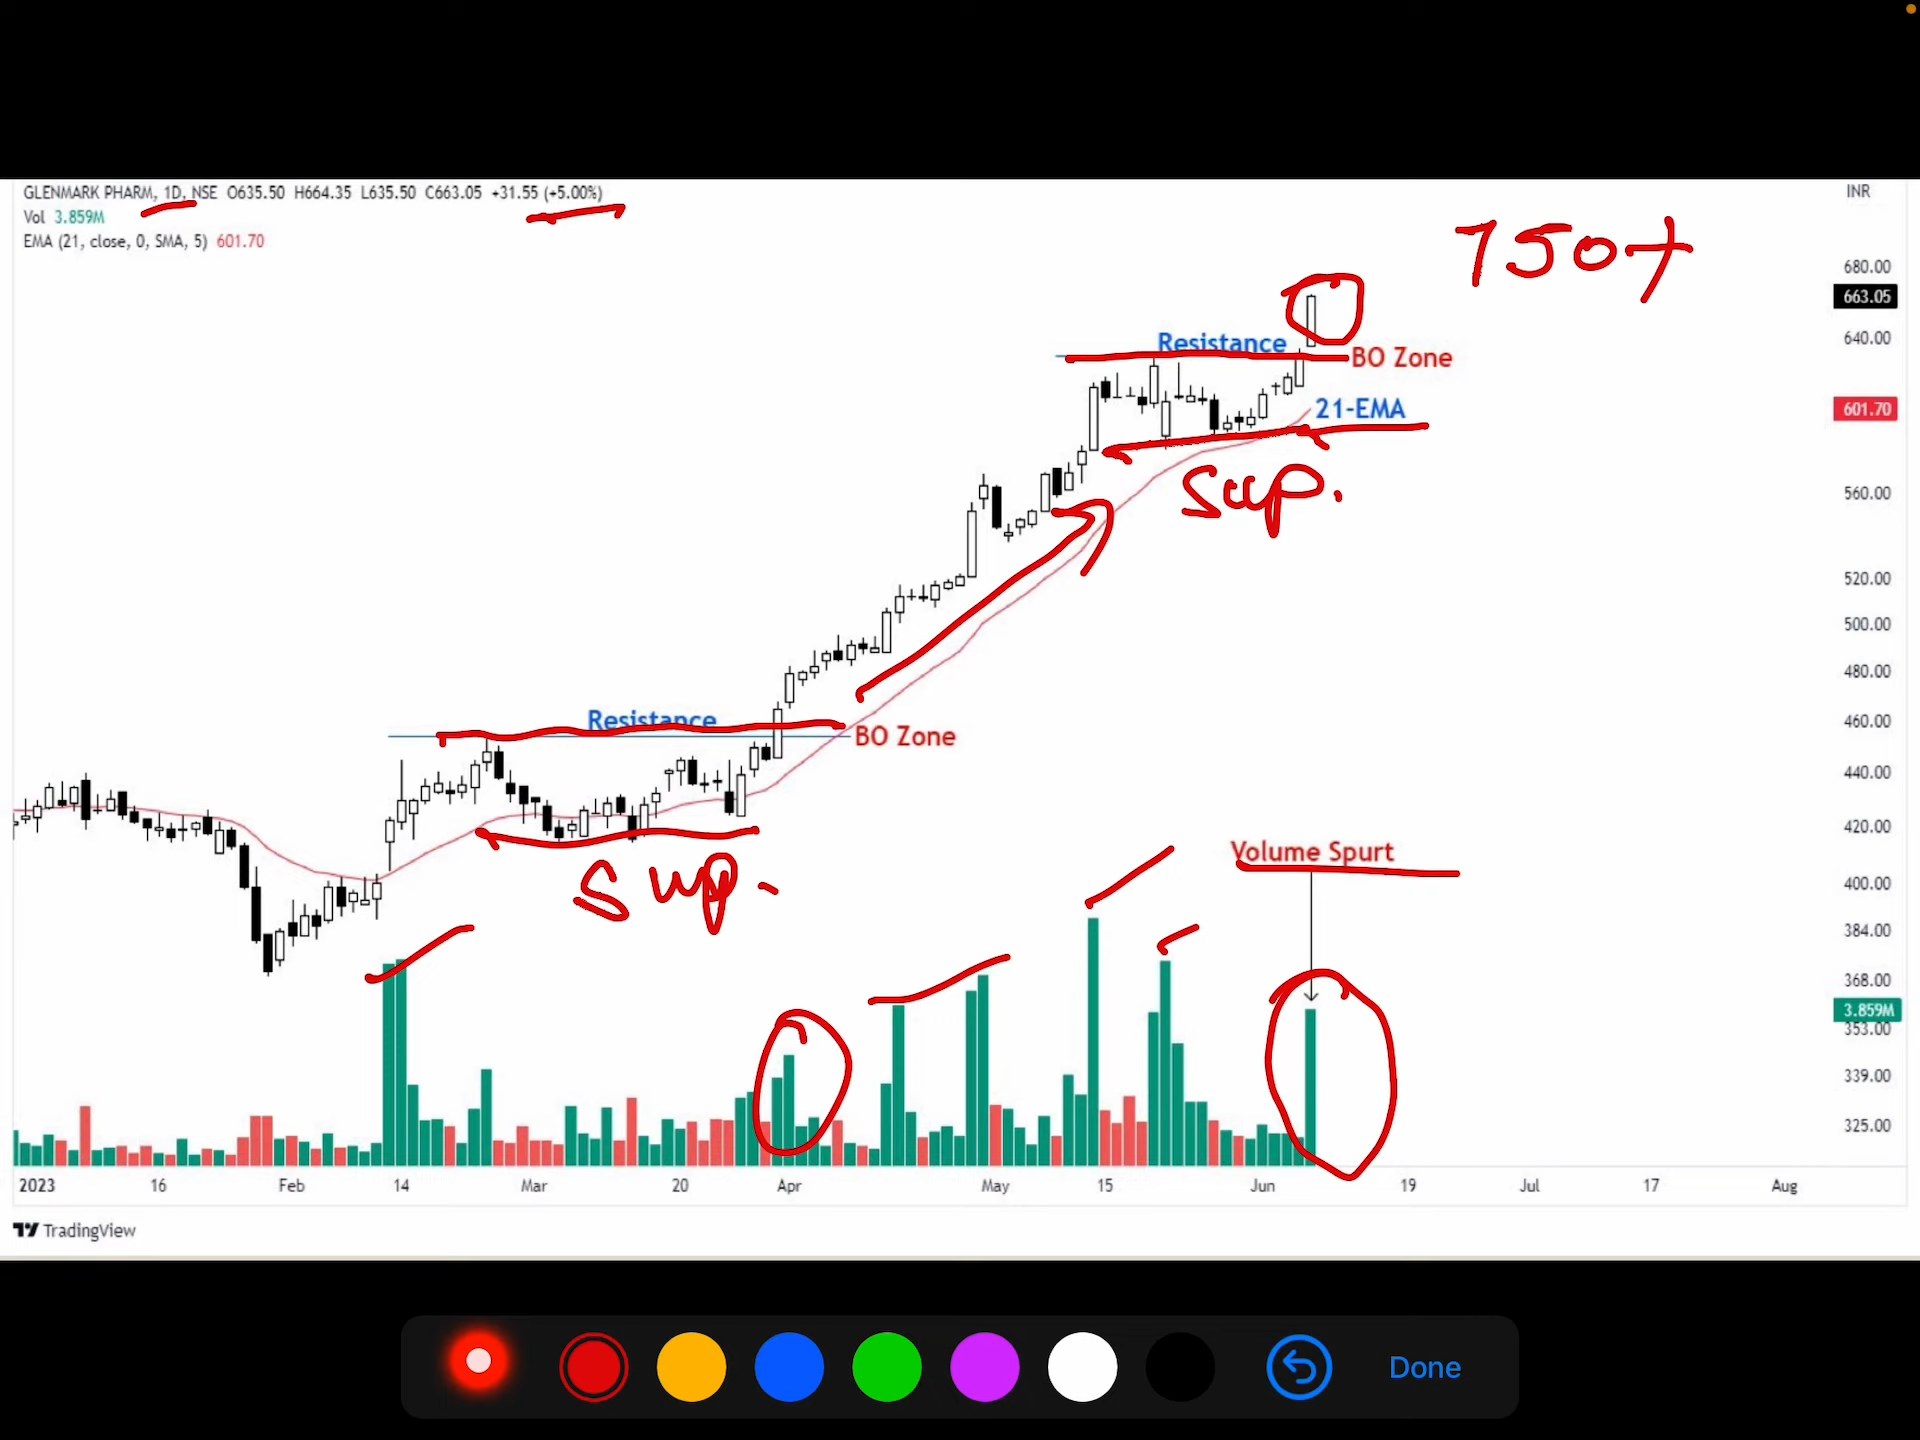 GLENMARK PHARM, 1D, NSE O635.50 H664.35 L635.50 C663.05 +31.55 (+5.00%)
INR
Vol 3.859M
EMA (21, close, 0, SMA, 5) 601.70
750+
680.00
663.05
Resistance
640.00
BO Zone
21-EMA
601.70
Sup.
560.00
520.00
500.00
480.00
Resistance
460.00
BO Zone
440.00
420.00
Volume Spurt
Sup.
400.00
384.00
368.00
3.859M
353.00
339.00
325.00
2023 16 Feb 14 Mar 20 Apr May 15 Jun 19 Jul 17 Aug
TradingView
Done